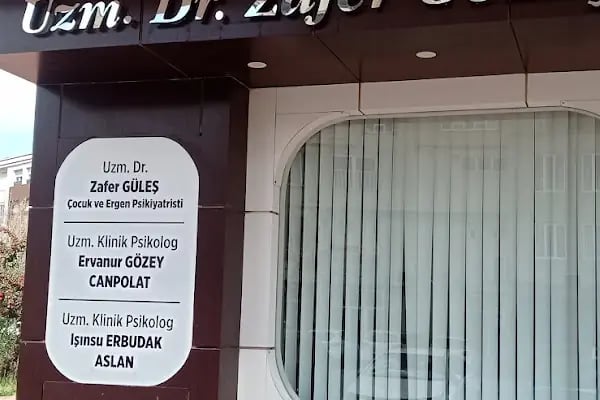 Uzm. Dr. Zafer
Uzm. Dr.
Zafer GÜLEŞ
Çocuk ve Ergen Psikiyatristi
Uzm. Klinik Psikolog
Ervanur GÖZEY
CANPOLAT
Uzm. Klinik Psikolog
Işınsu ERBUDAK
ASLAN